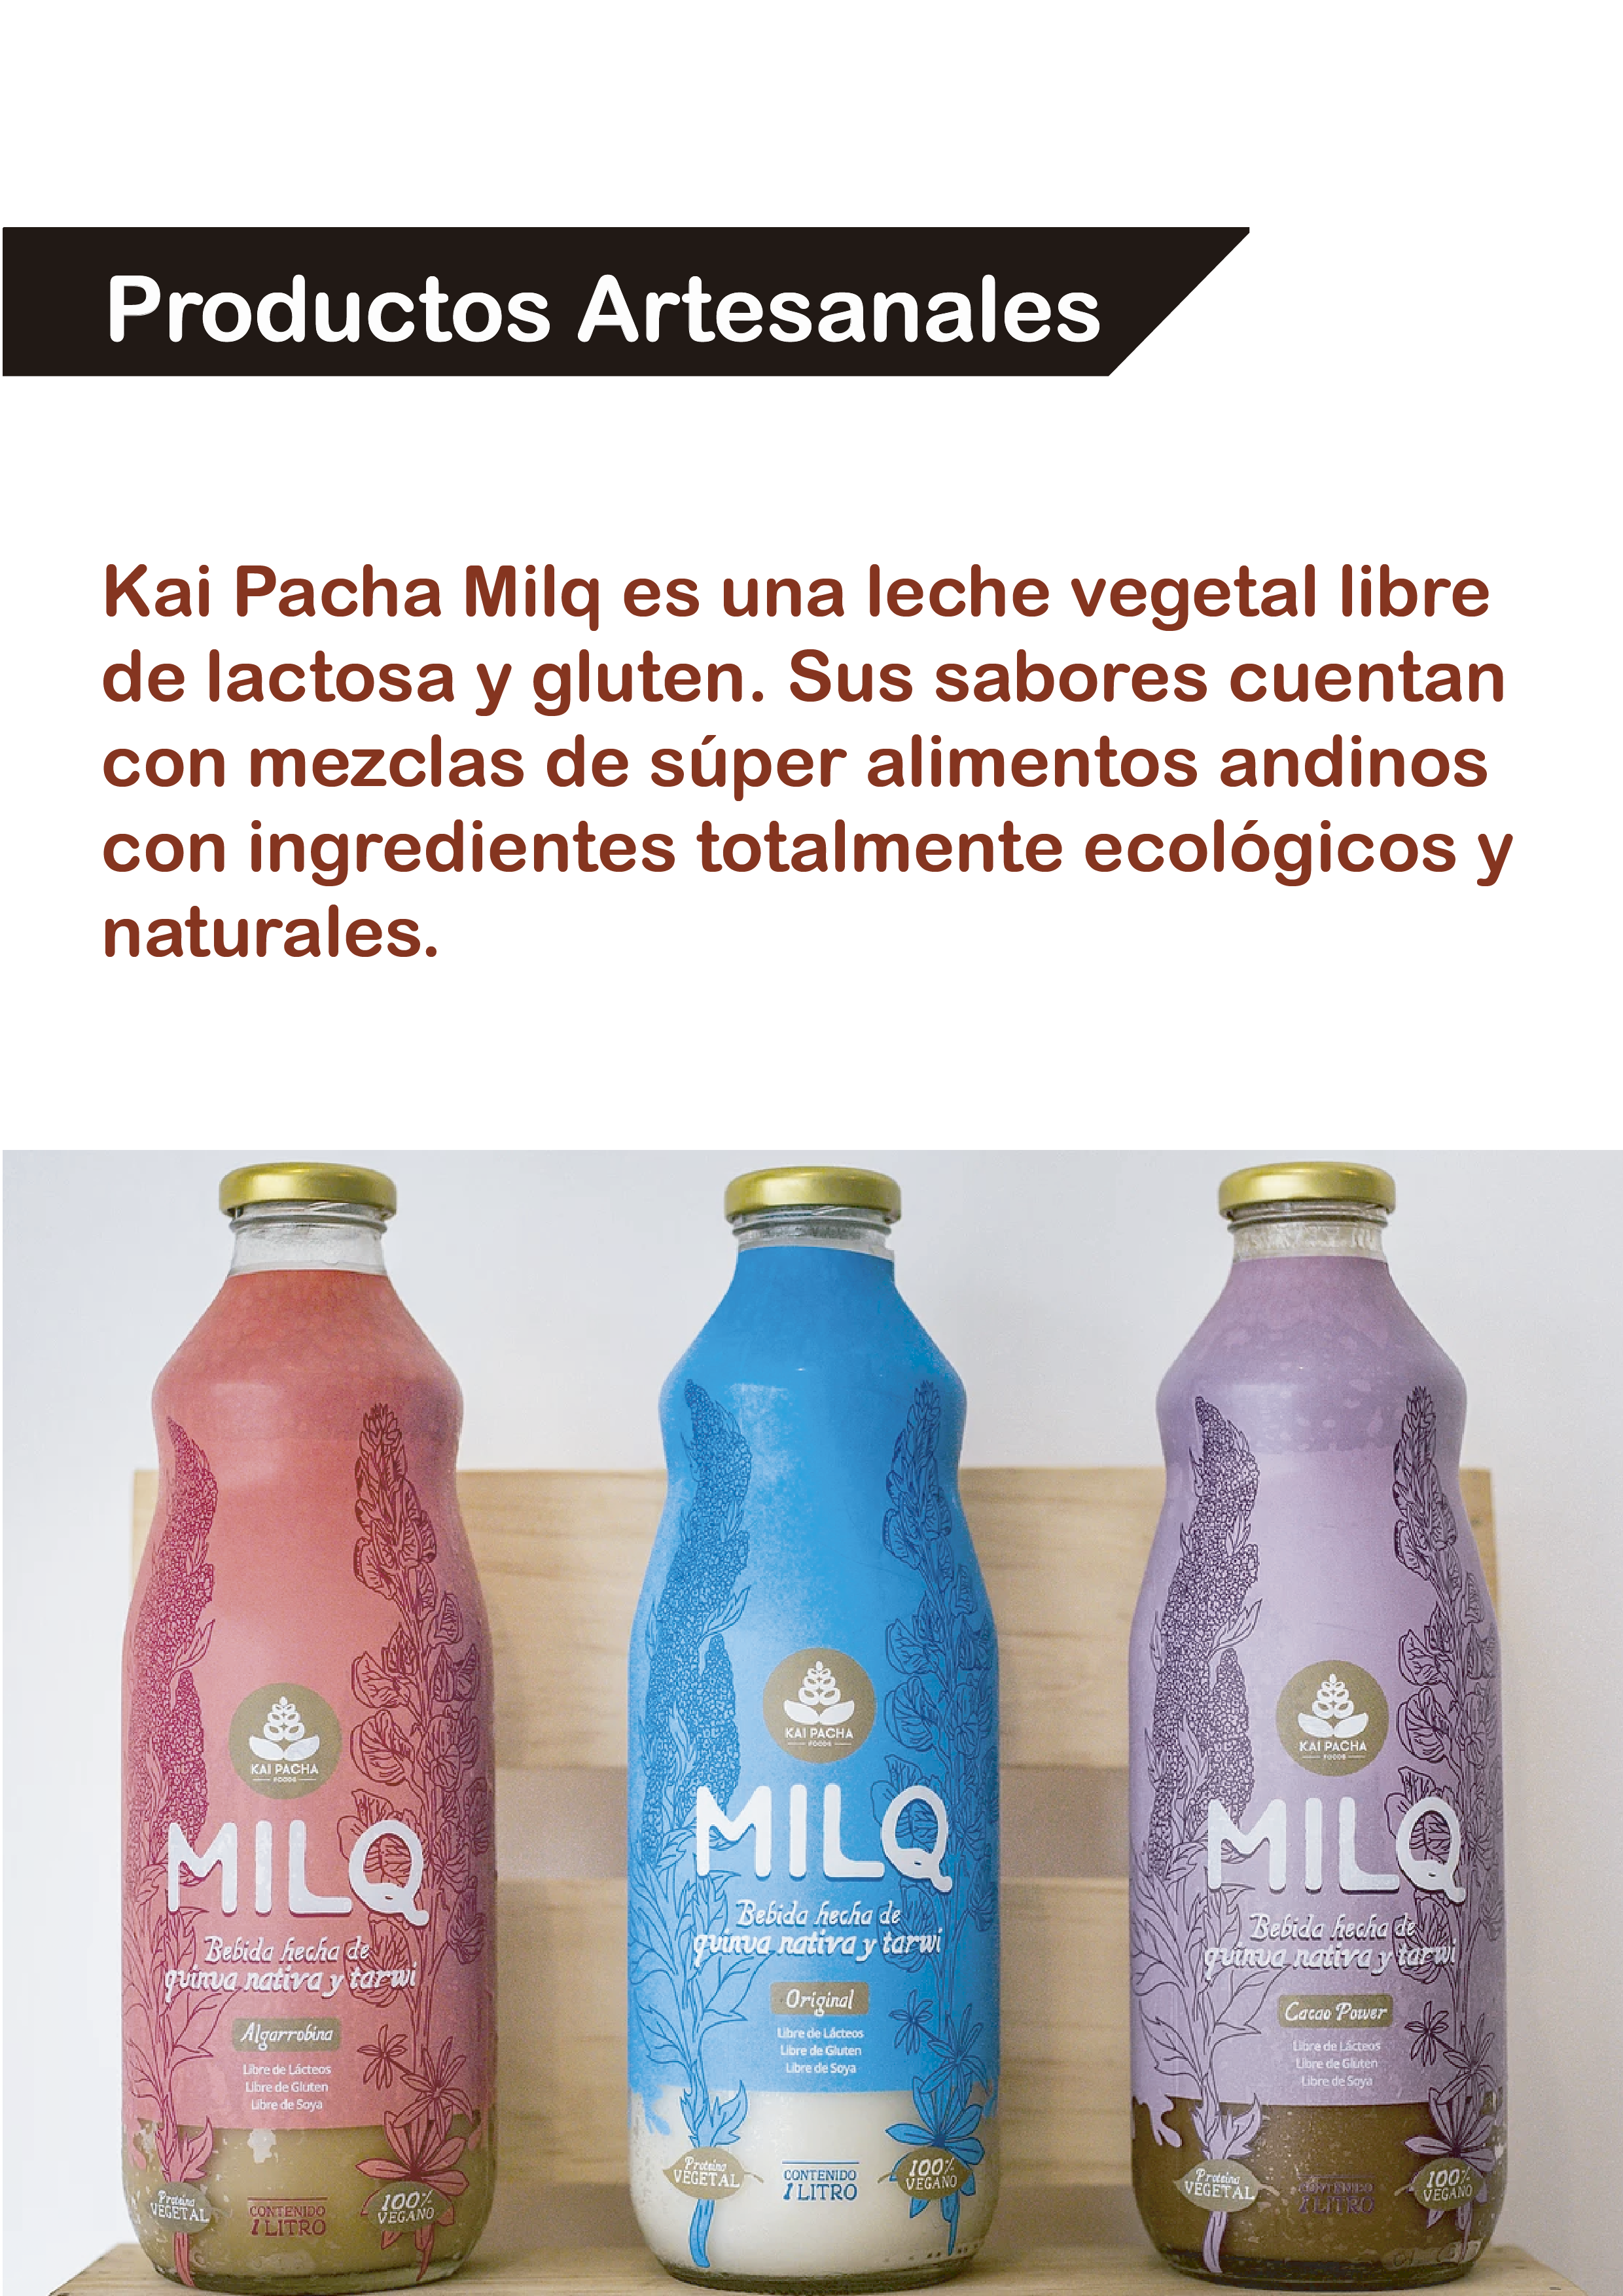 Productos Artesanales
Kai Pacha Milq es una leche vegetal libre
de lactosa y gluten. Sus sabores cuentan
con mezclas de súper alimentos andinos
con ingredientes totalmente ecológicos y
naturales.
KAI PACHA
FOODS
MILQ
Bebida hecha de
quinua nativa y tarwi
Algarrobina
Libre de Lácteos
Libre de Gluten
Libre de Soya
Proteína
VEGETAL
CONTENIDO
1 LITRO
100%
VEGANO
KAI PACHA
FOODS
MILQ
Bebida hecha de
quinua nativa y tarwi
Original
Libre de Lácteos
Libre de Gluten
Libre de Soya
Proteína
VEGETAL
CONTENIDO
1 LITRO
100%
VEGANO
KAI PACHA
FOODS
MILQ
Bebida hecha de
quinua nativa y tarwi
Cacao Power
Libre de Lácteos
Libre de Gluten
Libre de Soya
Proteína
VEGETAL
CONTENIDO
1 LITRO
100%
VEGANO